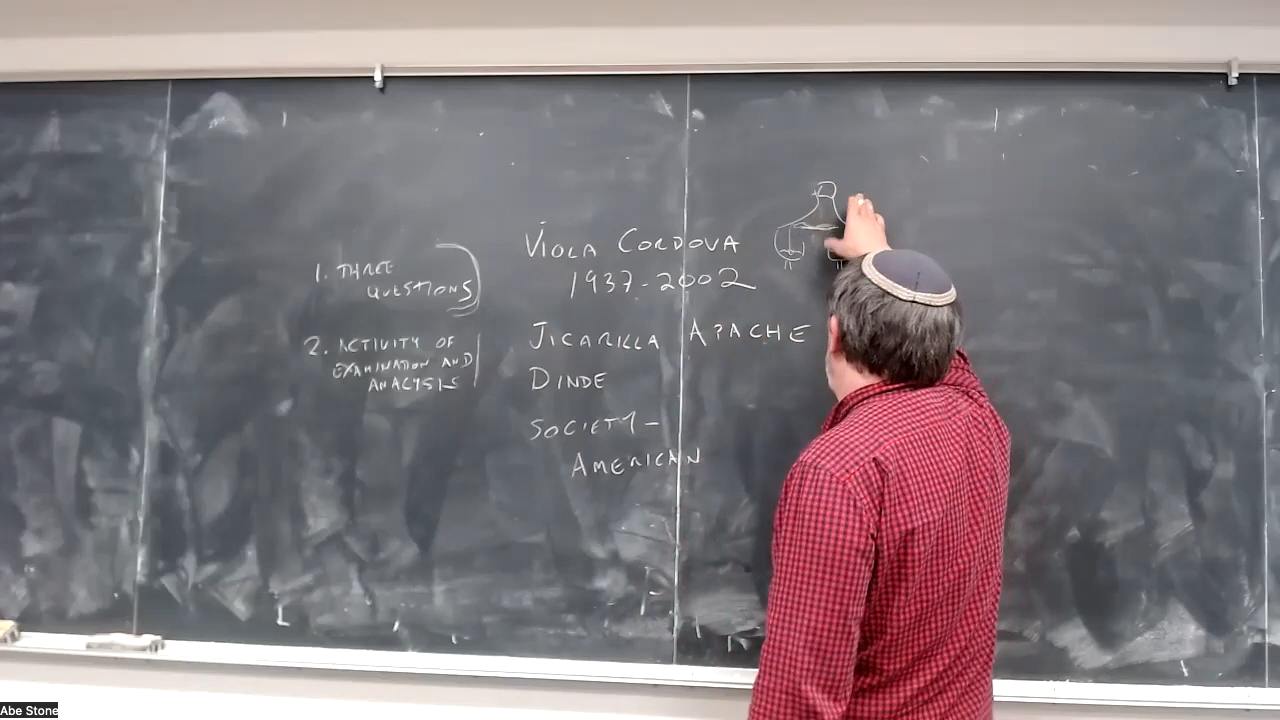 1. THREE
QUESTIONS
2. ACTIVITY OF
EXAMINATION AND
ANALYSIS
VIOLA CORDOVA
1937-2002
JICARILLA APACHE
DINDE
SOCIETY -
AMERICAN
Abe Stone